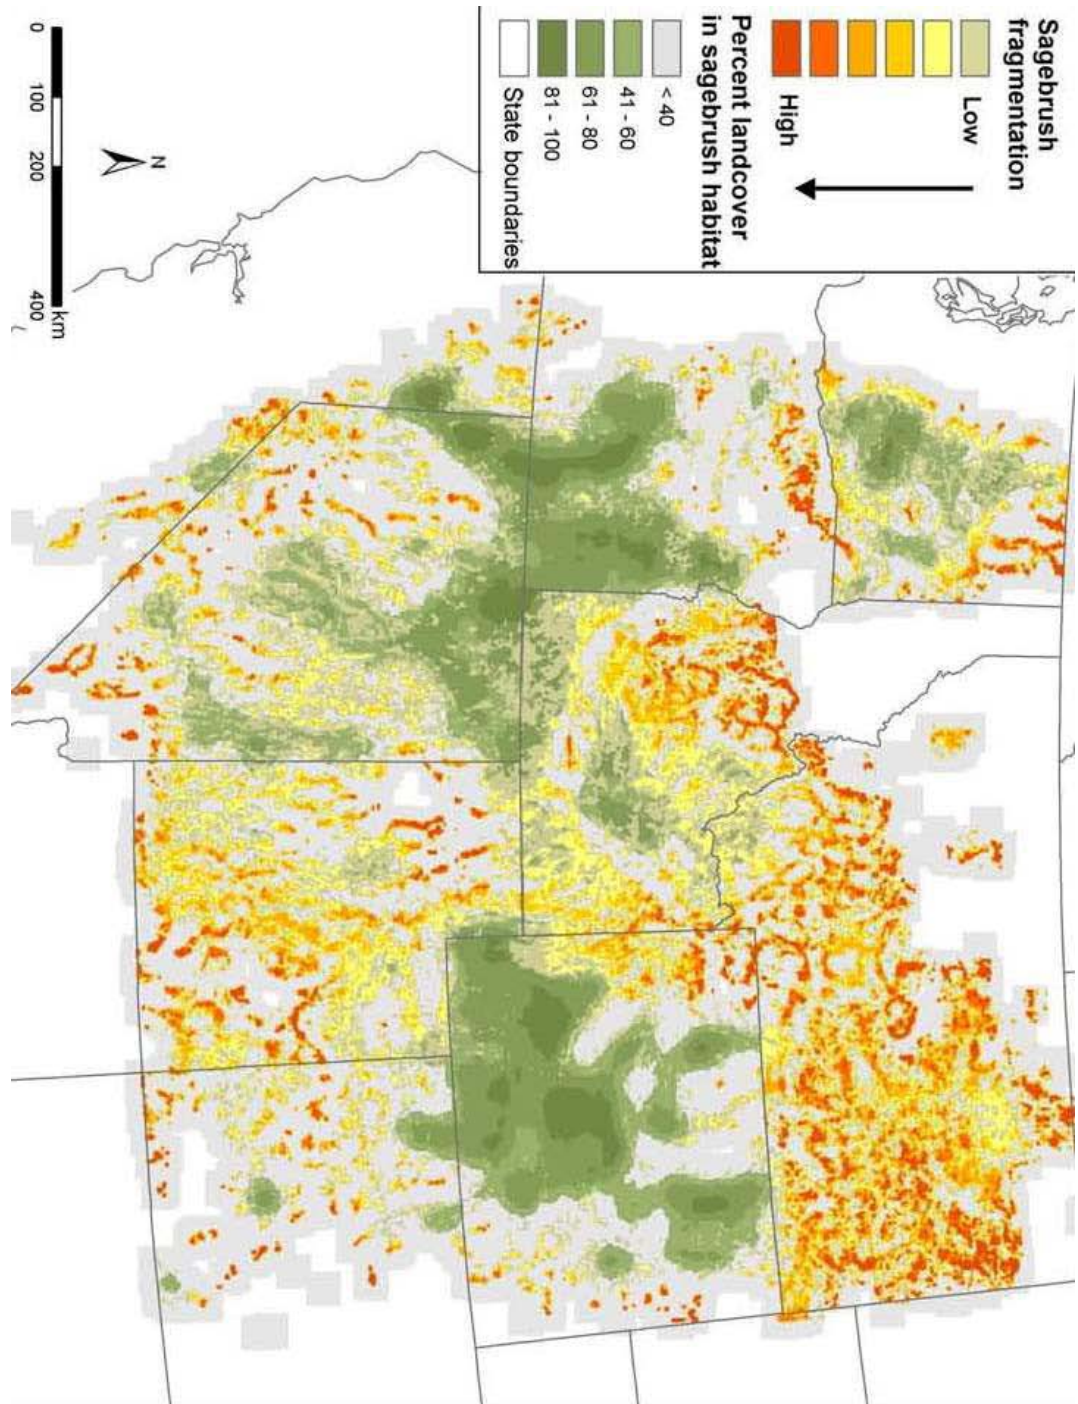 Sagebrush
fragmentation
Low
High
Percent landcover
in sagebrush habitat
< 40
41 - 60
61 - 80
81 - 100
State boundaries
N
0 100 200 400
km